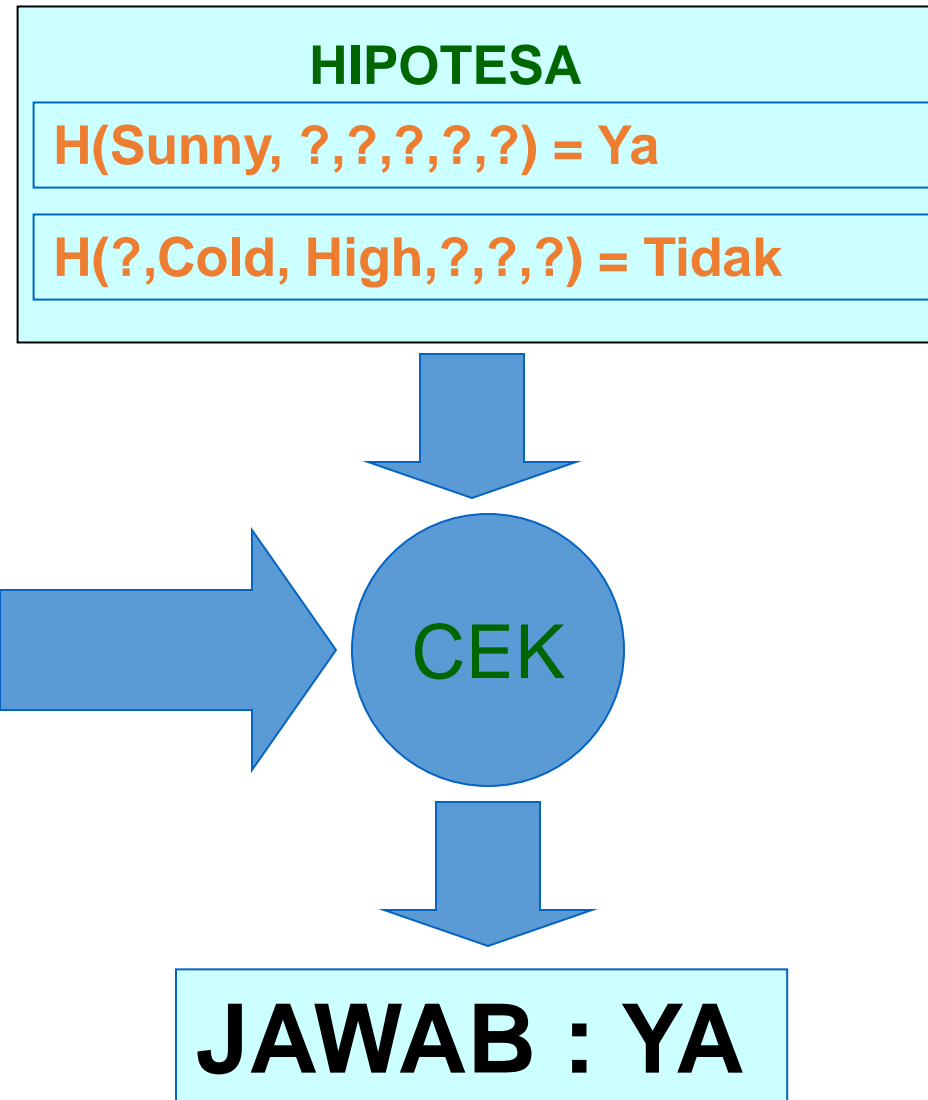 HIPOTESA
H(Sunny, ?,?,?,?,?) = Ya
H(?,Cold, High,?,?,?) = Tidak
CEK
JAWAB : YA